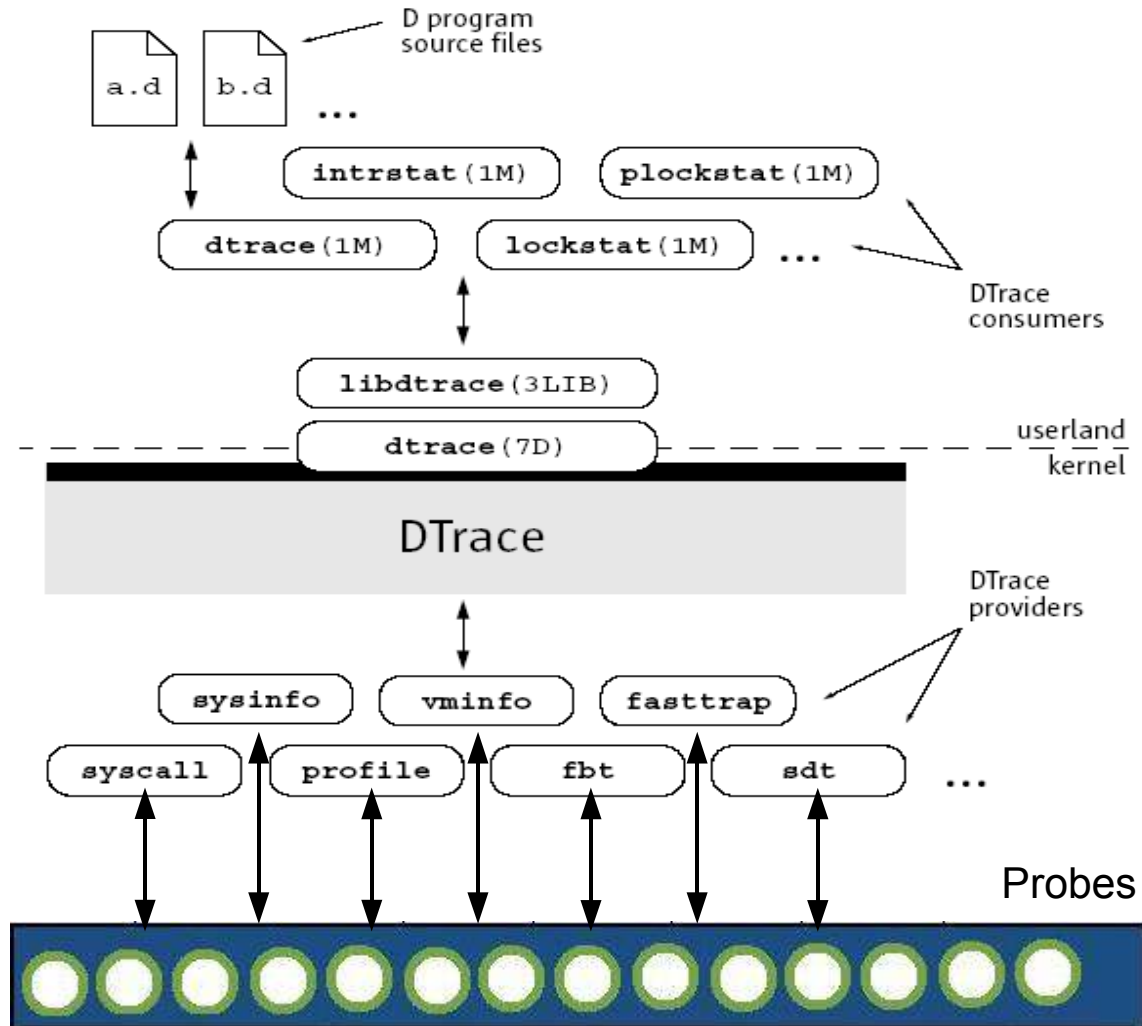 D program
source files
a.d
b.d
...
intrstat(1M)
plockstat(1M)
dtrace(1M)
lockstat(1M)
...
DTrace
consumers
libdtrace(3LIB)
dtrace(7D)
userland
kernel
DTrace
DTrace
providers
sysinfo
vminfo
fasttrap
syscall
profile
fbt
sdt
...
Probes